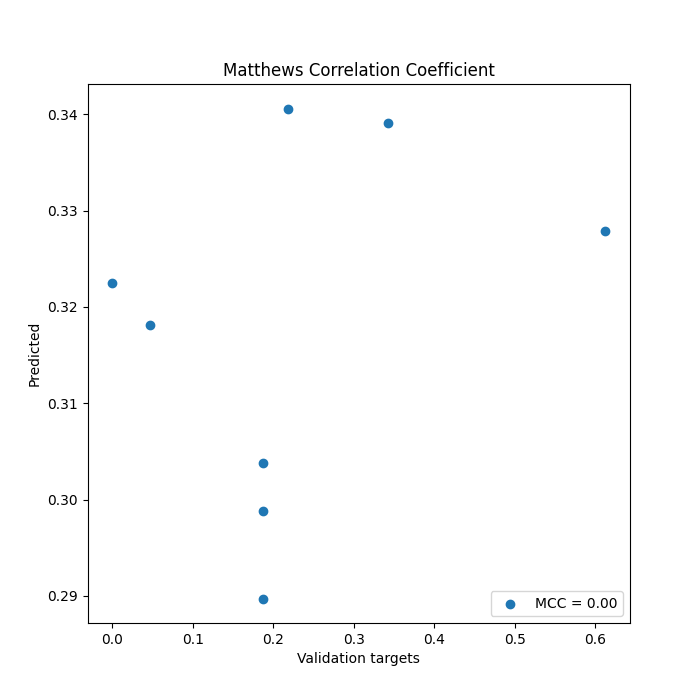 Matthews Correlation Coefficient
0.34
0.33
0.32
0.31
0.30
0.29
Predicted
MCC = 0.00
0.0 0.1 0.2 0.3 0.4 0.5 0.6
Validation targets